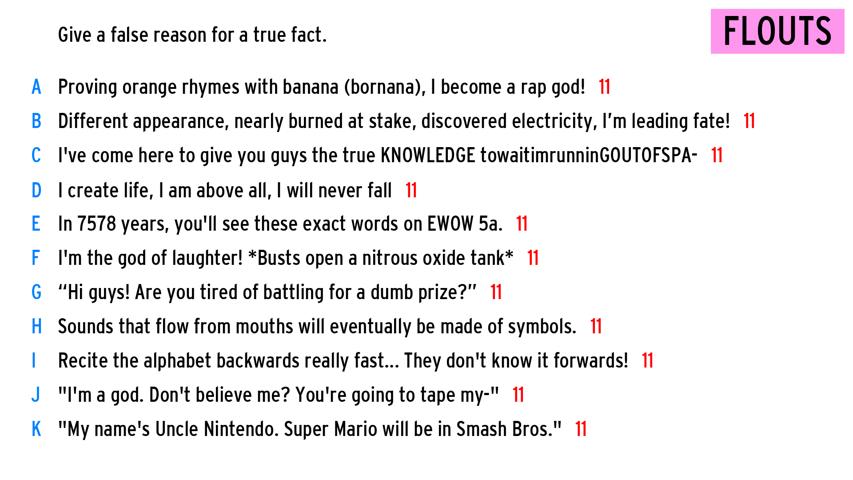 Give a false reason for a true fact.
FLOUTS
A Proving orange rhymes with banana (bornana), I become a rap god! 11
B Different appearance, nearly burned at stake, discovered electricity, I’m leading fate! 11
C I've come here to give you guys the true KNOWLEDGE towaitimrunninGOUTOFSPA- 11
D I create life, I am above all, I will never fall 11
E In 7578 years, you'll see these exact words on EWOW 5a. 11
F I'm the god of laughter! *Busts open a nitrous oxide tank* 11
G “Hi guys! Are you tired of battling for a dumb prize?” 11
H Sounds that flow from mouths will eventually be made of symbols. 11
I Recite the alphabet backwards really fast... They don't know it forwards! 11
J "I'm a god. Don't believe me? You're going to tape my-" 11
K "My name's Uncle Nintendo. Super Mario will be in Smash Bros." 11